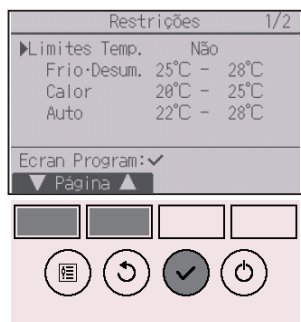 Restrições 1/2
▶Limites Temp. Não
Frio·Desum. 25°C - 28°C
Calor 20°C - 25°C
Auto 22°C - 28°C
Ecran Program:✓
▼ Página ▲